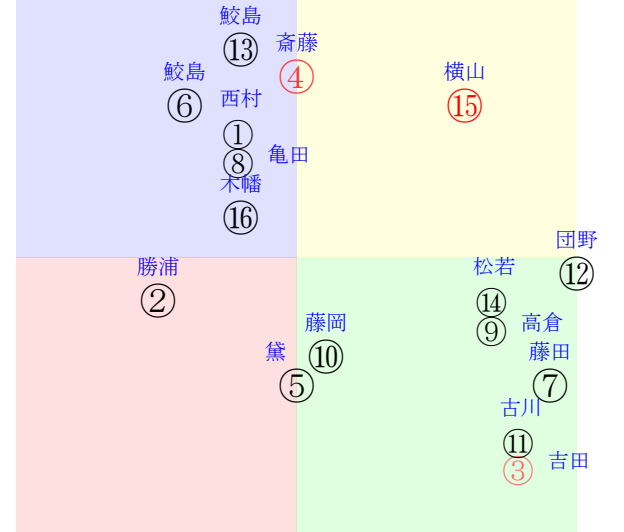 鮫島
⑬
斎藤
④
鮫島
⑥
横山
⑮
西村
①
⑧
亀田
木幡
⑯
団野
⑫
勝浦
②
松若
⑭
⑨
高倉
藤岡
⑩
黛
⑤
藤田
⑦
古川
⑪
③
吉田